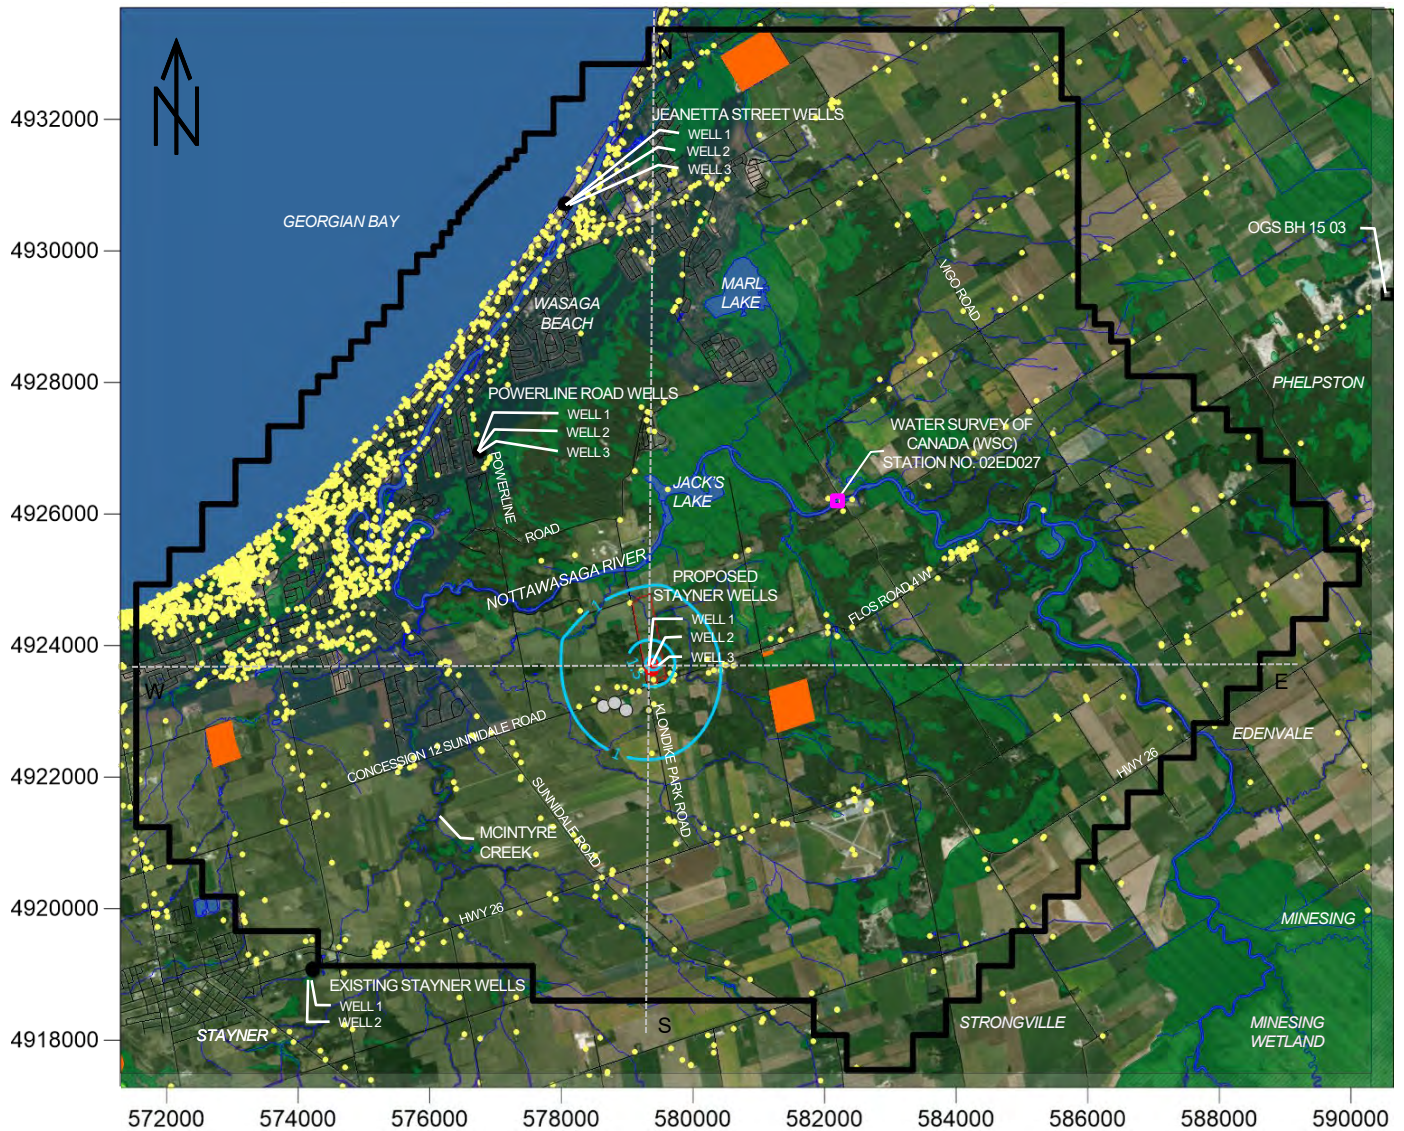 N
N
4932000
JEANETTA STREET WELLS
WELL 1
WELL 2
WELL 3
GEORGIAN BAY
OGS BH 15 03
4930000
VIGO ROAD
MARL
LAKE
WASAGA
BEACH
4928000
PHELPSTON
POWERLINE ROAD WELLS
WELL 1
WELL 2
WELL 3
WATER SURVEY OF
CANADA (WSC)
STATION NO. 02ED027
POWERLINE
ROAD
JACK'S
LAKE
4926000
NOTTAWASAGA RIVER
PROPOSED
STAYNER WELLS
WELL 1
WELL 2
WELL 3
FLOS ROAD 4 W
1
4924000
W
E
5
1
KLONDIKE PARK ROAD
CONCESSION 12 SUNNIDALE ROAD
EDENVALE
HWY 26
4922000
SUNNIDALE ROAD
MCINTYRE
CREEK
4920000
HWY 26
MINESING
EXISTING STAYNER WELLS
WELL 1
WELL 2
STAYNER
S
STRONGVILLE
MINESING
WETLAND
4918000
572000 574000 576000 578000 580000 582000 584000 586000 588000 590000